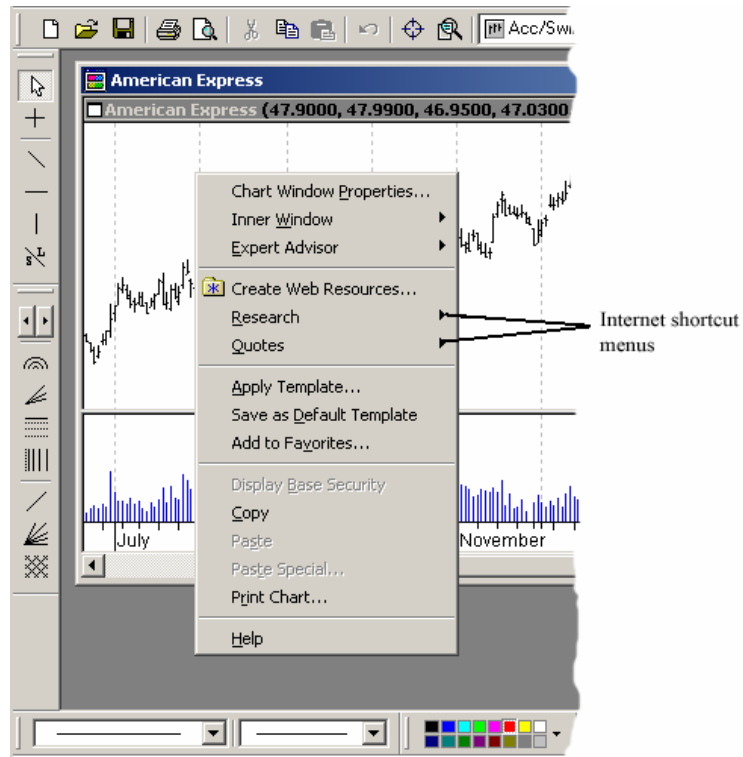 Acc/Swi
American Express
American Express (47.9000, 47.9900, 46.9500, 47.0300
Chart Window Properties...
Inner Window
Expert Advisor
Create Web Resources...
Research
Quotes
Internet shortcut
menus
Apply Template...
Save as Default Template
Add to Favorites...
Display Base Security
Copy
Paste
Paste Special...
Print Chart...
Help
July
November